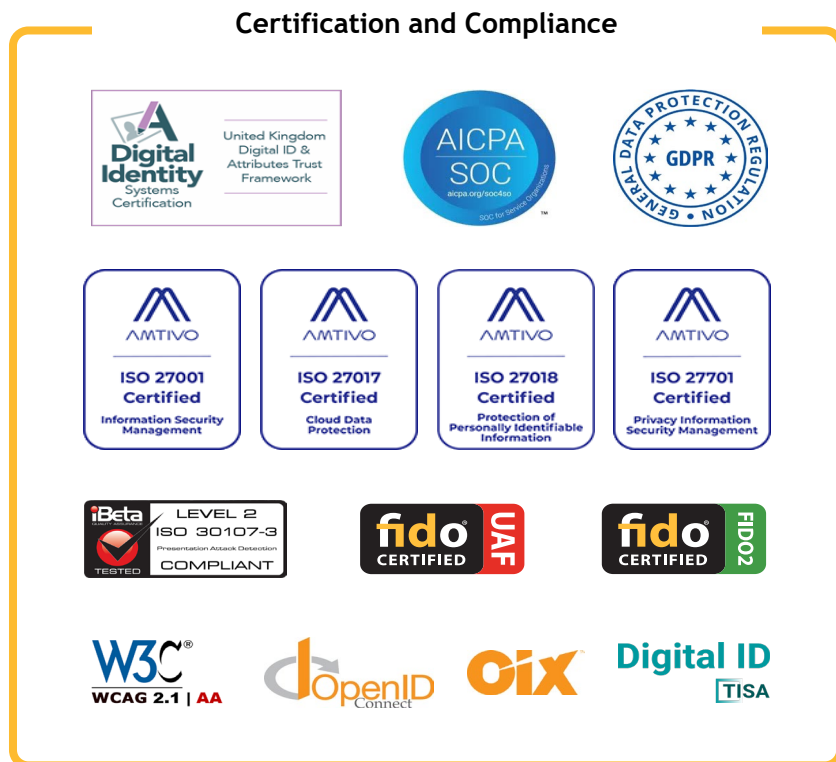 Certification and Compliance
Digital
Identity
Systems
Certification
United Kingdom
Digital ID &
Attributes Trust
Framework
AICPA
SOC
aicpa.org/soc4so
SOC for Service Organizations
™
GENERAL DATA PROTECTION REGULATION
GDPR
AMTIVO
ISO 27001
Certified
Information Security
Management
AMTIVO
ISO 27017
Certified
Cloud Data
Protection
AMTIVO
ISO 27018
Certified
Protection of
Personally Identifiable
Information
AMTIVO
ISO 27701
Certified
Privacy Information
Security Management
iBeta
QUALITY ASSURANCE
TESTED
LEVEL 2
ISO 30107-3
Presentation Attack Detection
COMPLIANT
fido®
CERTIFIED
UAF
fido®
CERTIFIED
FIDO2
W3C®
WCAG 2.1 | AA
OpenID
Connect
OiX
Digital ID
TISA